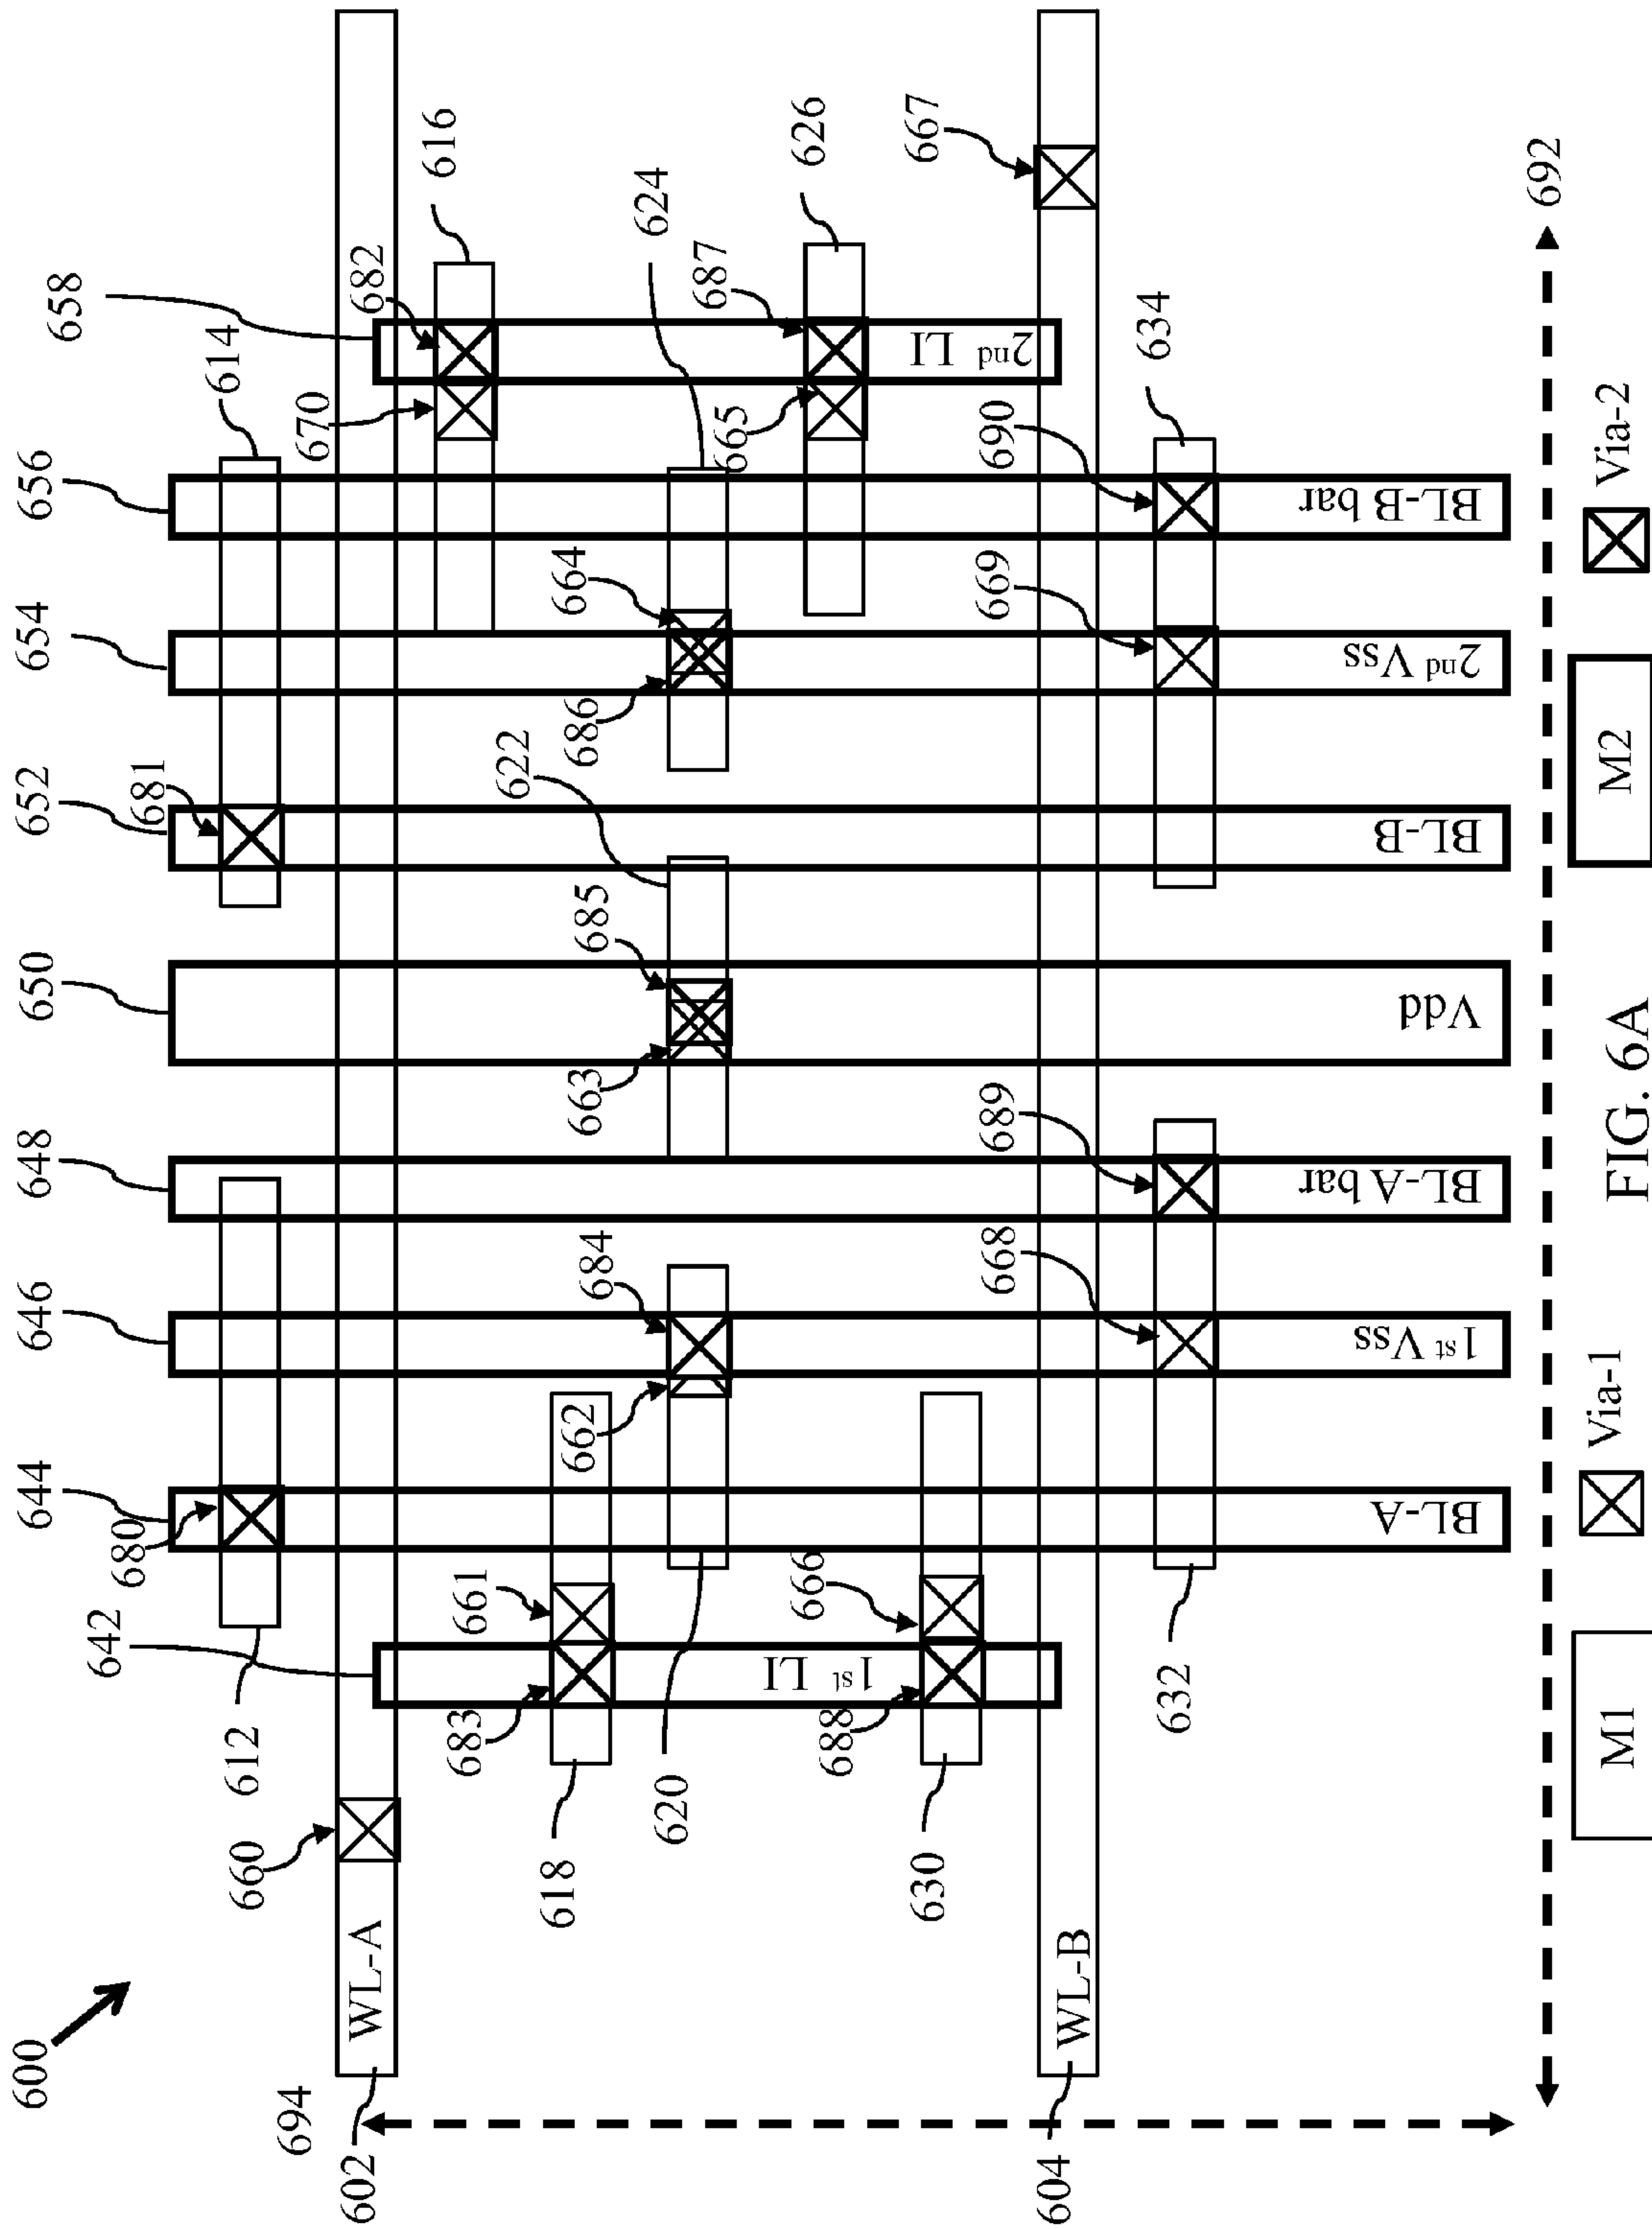 600
694
602
WL-A
660
612
642
680
644
646
648
650
652
681
654
656
614
658
670
682
616
618
683
661
662
684
620
1st LI
663
685
622
686
664
624
665
687
626
2nd LI
667
630
688
666
604
WL-B
632
668
689
669
690
634
BL-A
1st Vss
BL-A bar
Vdd
BL-B
2nd Vss
BL-B bar
692
M1
Via-1
M2
Via-2
FIG. 6A